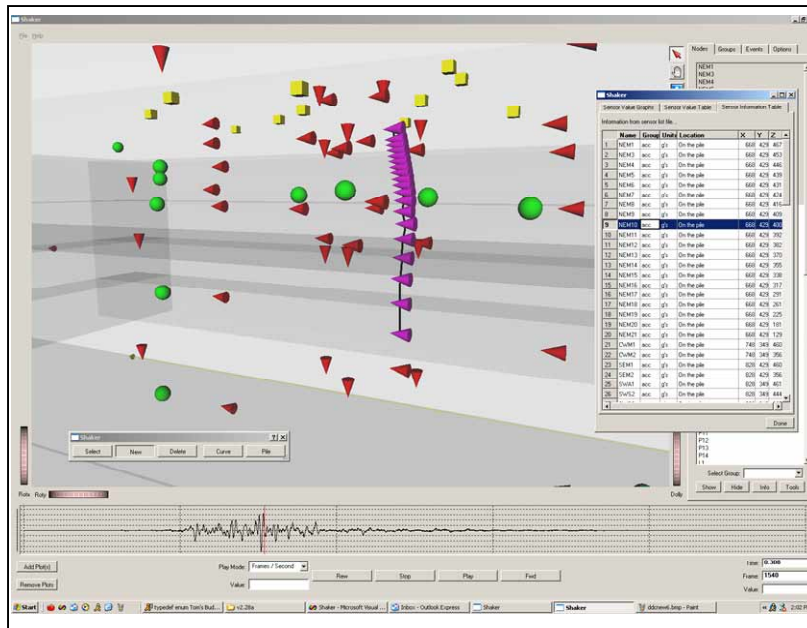 Shaker
File Help
Nodes Groups Events Options
NEM1
NEM3
NEM4
Shaker
Sensor Value Graphs Sensor Value Table Sensor Information Table
Information from sensor list file...
Name Group Units Location X Y Z
1 NEM1 acc g's On the pile 668 429 467
2 NEM3 acc g's On the pile 668 429 453
3 NEM4 acc g's On the pile 668 429 446
4 NEM5 acc g's On the pile 668 429 439
5 NEM6 acc g's On the pile 668 429 431
6 NEM7 acc g's On the pile 668 429 424
7 NEM8 acc g's On the pile 668 429 416
8 NEM9 acc g's On the pile 668 429 409
9 NEM10 acc g's On the pile 668 429 400
10 NEM11 acc g's On the pile 668 429 392
11 NEM12 acc g's On the pile 668 429 382
12 NEM13 acc g's On the pile 668 429 370
13 NEM14 acc g's On the pile 668 429 355
14 NEM15 acc g's On the pile 668 429 338
15 NEM16 acc g's On the pile 668 429 317
16 NEM17 acc g's On the pile 668 429 291
17 NEM18 acc g's On the pile 668 429 261
18 NEM19 acc g's On the pile 668 429 225
19 NEM20 acc g's On the pile 668 429 181
20 NEM21 acc g's On the pile 668 429 129
21 CWM1 acc g's On the pile 748 349 460
22 CWM2 acc g's On the pile 748 349 356
23 SEM1 acc g's On the pile 828 429 460
24 SEM2 acc g's On the pile 828 429 356
25 SWA1 acc g's On the pile 828 349 461
26 SWS2 acc g's On the pile 828 349 444
Done
P12
P13
P14
Select Group:
Show Hide Info Tools
Shaker
Select New Delete Curve Pile
Rotx Roty Dolly
Add Plot(s) Play Mode: Frames / Second Time: 0.308
Rew Stop Play Fwd Frame: 1540
Remove Plots Value: Value:
Start typedef enum Tom's Bud... v2.28a Shaker - Microsoft Visual ... Inbox - Outlook Express Shaker Shaker ddcnew6.bmp - Paint 2:02 P